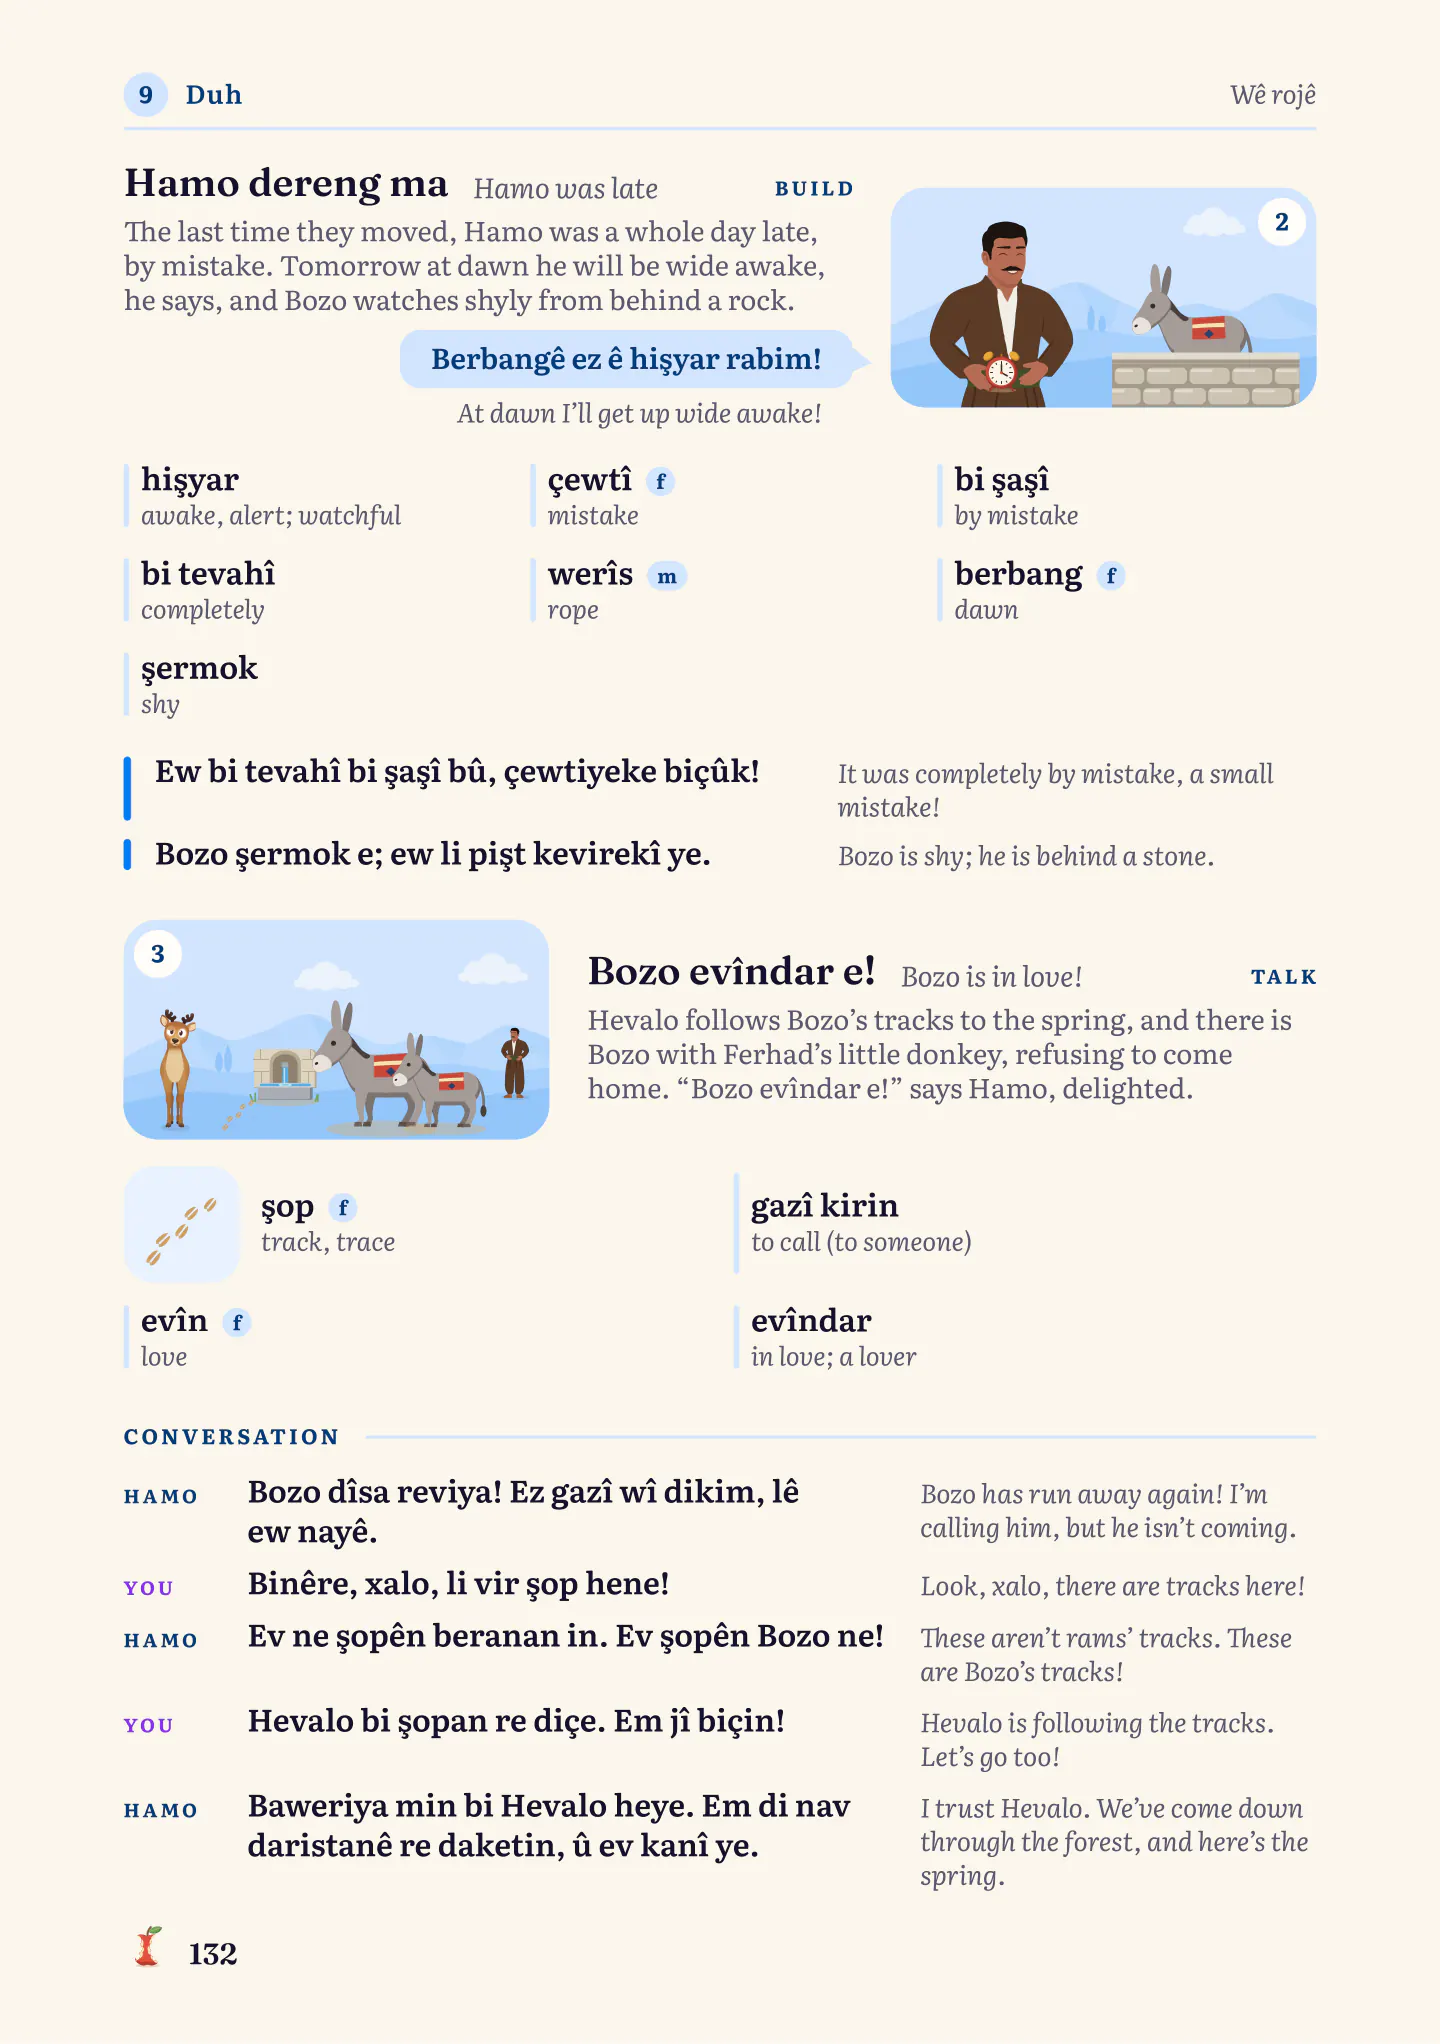 9 Duh
Wê rojê
Hamo dereng ma Hamo was late BUILD
The last time they moved, Hamo was a whole day late,
by mistake. Tomorrow at dawn he will be wide awake,
he says, and Bozo watches shyly from behind a rock.
Berbangê ez ê hişyar rabim!
At dawn I’ll get up wide awake!
2
hişyar
awake, alert; watchful
çewtî f
mistake
bi şaşî
by mistake
bi tevahî
completely
werîs m
rope
berbang f
dawn
şermok
shy
Ew bi tevahî bi şaşî bû, çewtiyeke biçûk!
It was completely by mistake, a small
mistake!
Bozo şermok e; ew li pişt kevirekî ye.
Bozo is shy; he is behind a stone.
3
Bozo evîndar e! Bozo is in love! TALK
Hevalo follows Bozo’s tracks to the spring, and there is
Bozo with Ferhad’s little donkey, refusing to come
home. “Bozo evîndar e!” says Hamo, delighted.
şop f
track, trace
gazî kirin
to call (to someone)
evîn f
love
evîndar
in love; a lover
CONVERSATION
HAMO
Bozo dîsa reviya! Ez gazî wî dikim, lê
ew nayê.
Bozo has run away again! I’m
calling him, but he isn’t coming.
YOU
Binêre, xalo, li vir şop hene!
Look, xalo, there are tracks here!
HAMO
Ev ne şopên beranan in. Ev şopên Bozo ne!
These aren’t rams’ tracks. These
are Bozo’s tracks!
YOU
Hevalo bi şopan re diçe. Em jî biçin!
Hevalo is following the tracks.
Let’s go too!
HAMO
Baweriya min bi Hevalo heye. Em di nav
daristanê re daketin, û ev kanî ye.
I trust Hevalo. We’ve come down
through the forest, and here’s the
spring.
132